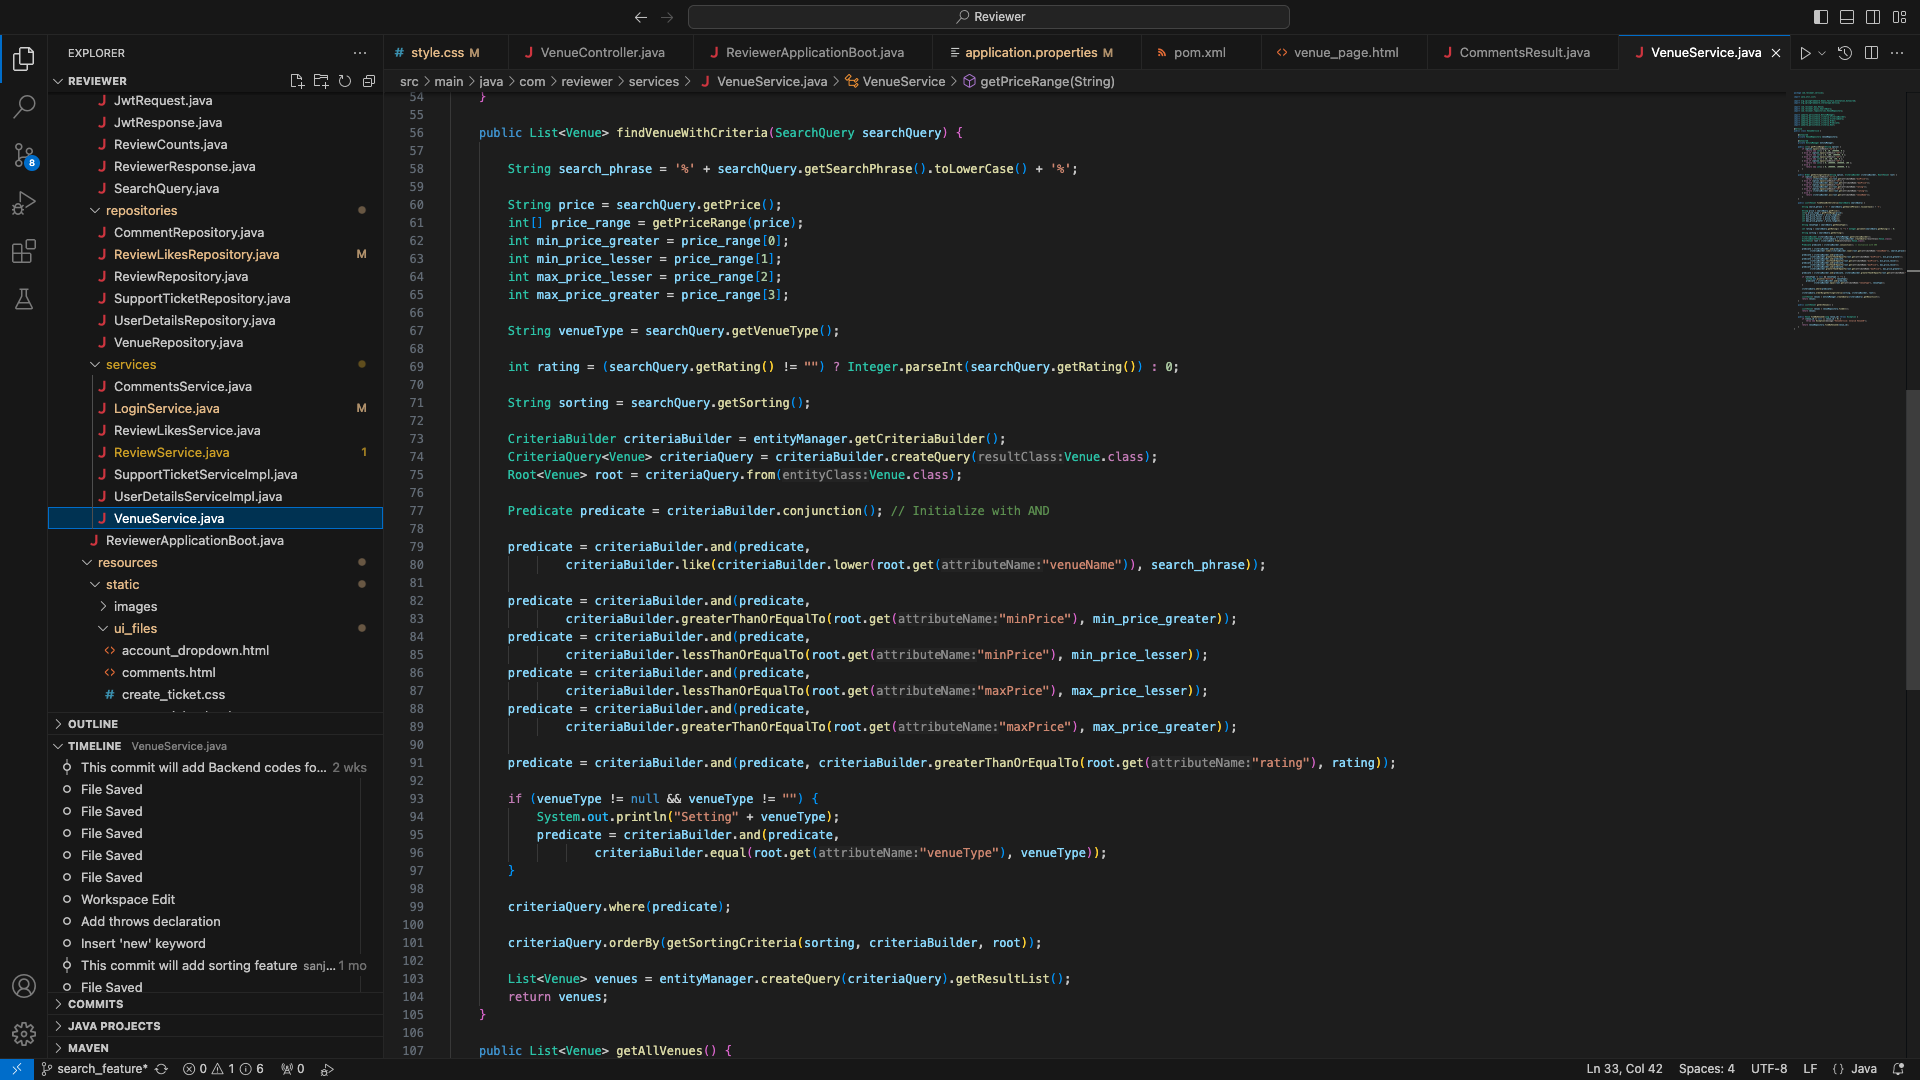 Reviewer
EXPLORER
style.css M
VenueController.java
ReviewerApplicationBoot.java
application.properties M
pom.xml
venue_page.html
CommentsResult.java
VenueService.java
src > main > java > com > reviewer > services > VenueService.java > VenueService > getPriceRange(String)
REVIEWER
JwtRequest.java
JwtResponse.java
ReviewCounts.java
ReviewerResponse.java
SearchQuery.java
repositories
CommentRepository.java
ReviewLikesRepository.java M
ReviewRepository.java
SupportTicketRepository.java
UserDetailsRepository.java
VenueRepository.java
services
CommentsService.java
LoginService.java M
ReviewLikesService.java
ReviewService.java 1
SupportTicketServiceImpl.java
UserDetailsServiceImpl.java
VenueService.java
ReviewerApplicationBoot.java
resources
static
images
ui_files
account_dropdown.html
comments.html
create_ticket.css
OUTLINE
TIMELINE VenueService.java
This commit will add Backend codes fo... 2 wks
File Saved
File Saved
File Saved
File Saved
File Saved
Workspace Edit
Add throws declaration
Insert 'new' keyword
This commit will add sorting feature sanj... 1 mo
File Saved
COMMITS
JAVA PROJECTS
MAVEN
8
54 }
55
56 public List<Venue> findVenueWithCriteria(SearchQuery searchQuery) {
57
58 String search_phrase = '%' + searchQuery.getSearchPhrase().toLowerCase() + '%';
59
60 String price = searchQuery.getPrice();
61 int[] price_range = getPriceRange(price);
62 int min_price_greater = price_range[0];
63 int min_price_lesser = price_range[1];
64 int max_price_lesser = price_range[2];
65 int max_price_greater = price_range[3];
66
67 String venueType = searchQuery.getVenueType();
68
69 int rating = (searchQuery.getRating() != "") ? Integer.parseInt(searchQuery.getRating()) : 0;
70
71 String sorting = searchQuery.getSorting();
72
73 CriteriaBuilder criteriaBuilder = entityManager.getCriteriaBuilder();
74 CriteriaQuery<Venue> criteriaQuery = criteriaBuilder.createQuery(resultClass:Venue.class);
75 Root<Venue> root = criteriaQuery.from(entityClass:Venue.class);
76
77 Predicate predicate = criteriaBuilder.conjunction(); // Initialize with AND
78
79 predicate = criteriaBuilder.and(predicate,
80 criteriaBuilder.like(criteriaBuilder.lower(root.get(attributeName:"venueName")), search_phrase));
81
82 predicate = criteriaBuilder.and(predicate,
83 criteriaBuilder.greaterThanOrEqualTo(root.get(attributeName:"minPrice"), min_price_greater));
84 predicate = criteriaBuilder.and(predicate,
85 criteriaBuilder.lessThanOrEqualTo(root.get(attributeName:"minPrice"), min_price_lesser));
86 predicate = criteriaBuilder.and(predicate,
87 criteriaBuilder.lessThanOrEqualTo(root.get(attributeName:"maxPrice"), max_price_lesser));
88 predicate = criteriaBuilder.and(predicate,
89 criteriaBuilder.greaterThanOrEqualTo(root.get(attributeName:"maxPrice"), max_price_greater));
90
91 predicate = criteriaBuilder.and(predicate, criteriaBuilder.greaterThanOrEqualTo(root.get(attributeName:"rating"), rating));
92
93 if (venueType != null && venueType != "") {
94 System.out.println("Setting" + venueType);
95 predicate = criteriaBuilder.and(predicate,
96 criteriaBuilder.equal(root.get(attributeName:"venueType"), venueType));
97 }
98
99 criteriaQuery.where(predicate);
100
101 criteriaQuery.orderBy(getSortingCriteria(sorting, criteriaBuilder, root));
102
103 List<Venue> venues = entityManager.createQuery(criteriaQuery).getResultList();
104 return venues;
105 }
106
107 public List<Venue> getAllVenues() {
search_feature* 0 1 6 0
Ln 33, Col 42 Spaces: 4 UTF-8 LF {} Java